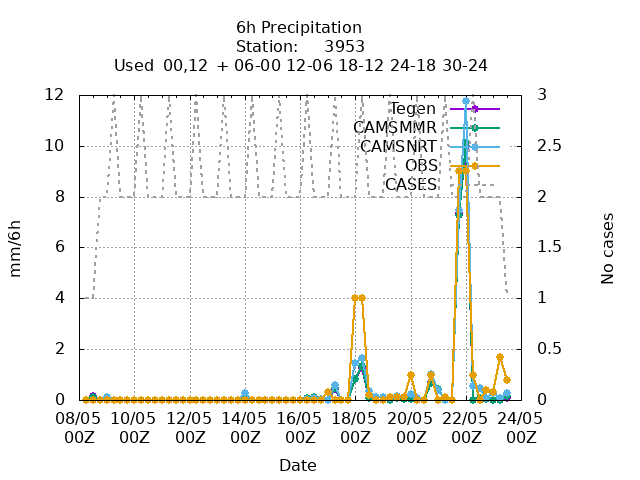 6h Precipitation
Station: 3953
Used 00,12 + 06-00 12-06 18-12 24-18 30-24
12 3
Tegen
CAMSMMR
10 2.5
CAMSNRT
OBS
CASES
8 2
6 1.5
4 1
2 0.5
0 0
mm/6h
No cases
08/05 10/05 12/05 14/05 16/05 18/05 20/05 22/05 24/05
00Z 00Z 00Z 00Z 00Z 00Z 00Z 00Z 00Z
Date